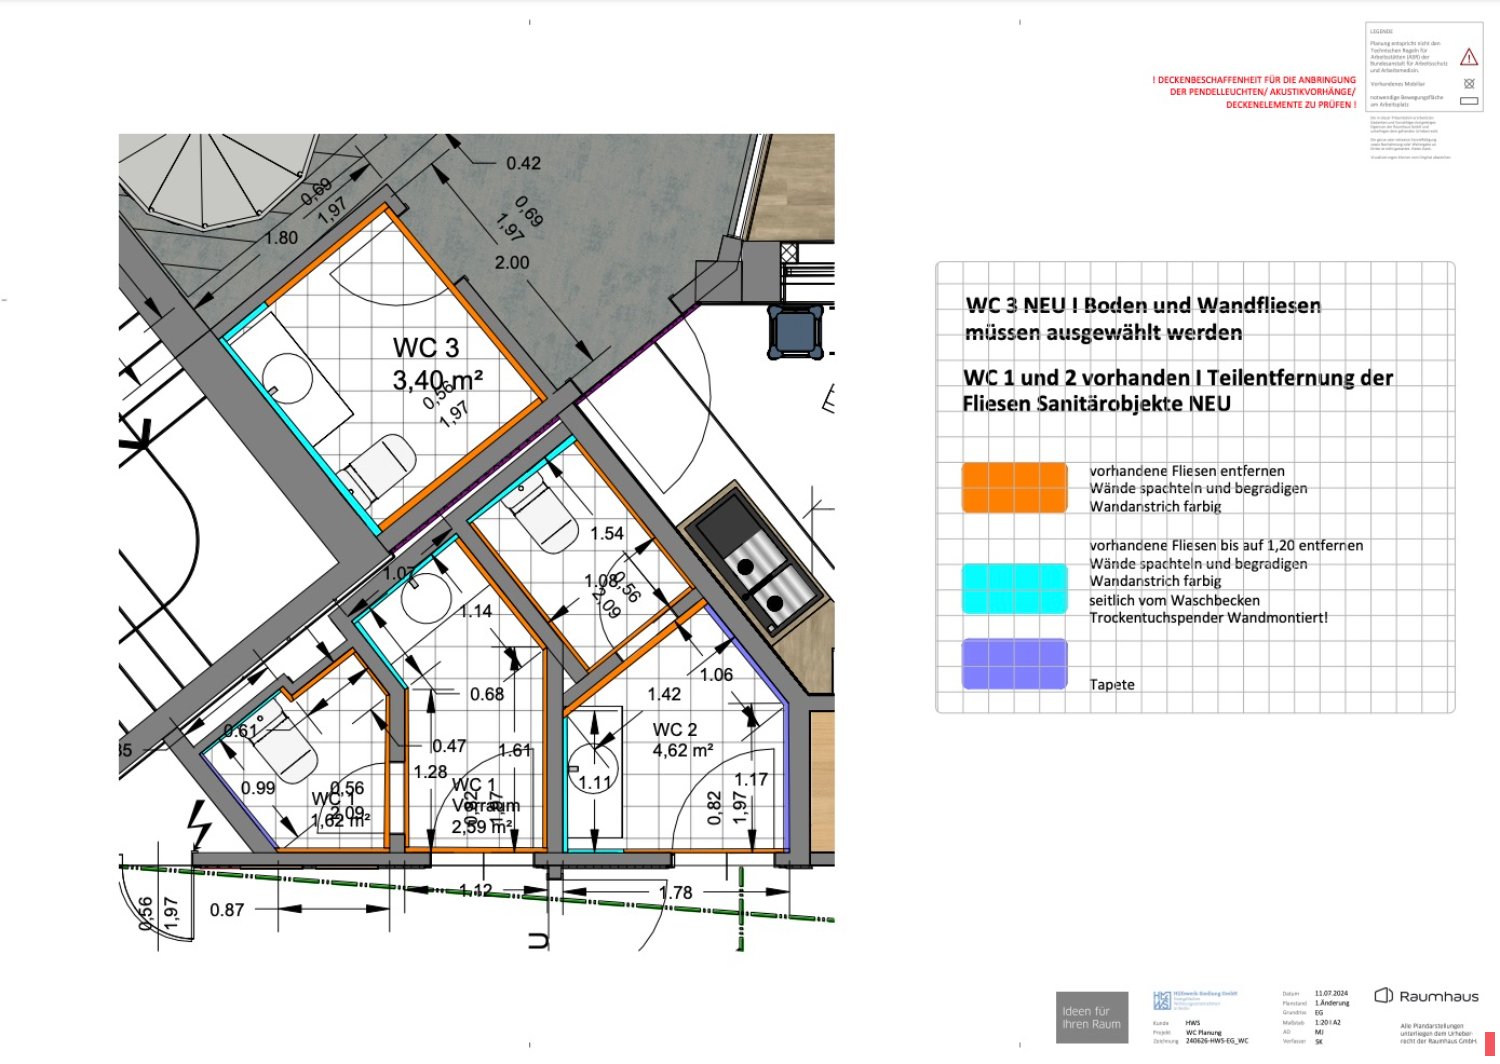 LEGENDE
Planung entspricht nicht den
Technischen Regeln für
Arbeitsstätten (ASR) der
Bundesanstalt für Arbeitsschutz
und Arbeitsmedizin.
Vorhandenes Mobiliar
notwendige Bewegungsfläche
am Arbeitsplatz
! DECKENBESCHAFFENHEIT FÜR DIE ANBRINGUNG
DER PENDELLEUCHTEN/ AKUSTIKVORHÄNGE/
DECKENELEMENTE ZU PRÜFEN !
0.42
0,69
1,97
1.80
0,69
1,97
2.00
WC 3
3,40 m²
0,56
1,97
1.54
1.07
1.08
0,56
2,09
1.14
0.68
1.06
1.42
0.61
35
0.47
WC 2
4,62 m²
1.61
1.28
0.99
0,56
2,09
WC 1
1,62 m²
WC 1
Vorraum
2,59 m²
1.11
1.17
0,82
1,97
1.12
1.78
0,56
1,97
0.87
U
WC 3 NEU I Boden und Wandfliesen
müssen ausgewählt werden
WC 1 und 2 vorhanden I Teilentfernung der
Fliesen Sanitärobjekte NEU
vorhandene Fliesen entfernen
Wände spachteln und begradigen
Wandanstrich farbig
vorhandene Fliesen bis auf 1,20 entfernen
Wände spachteln und begradigen
Wandanstrich farbig
seitlich vom Waschbecken
Trockentuchspender Wandmontiert!
Tapete
Ideen für
Ihren Raum
HWS
Hüttenwerk-Siedlung GmbH
Kunde HWS
Projekt WC Planung
Zeichnung 240626-HWS-EG_WC
Datum 11.07.2024
Planstand 1.Änderung
Grundriss EG
Maßstab 1:20 I A2
AD MJ
Verfasser SK
Raumhaus
Alle Plandarstellungen
unterliegen dem Urheber-
recht der Raumhaus GmbH.